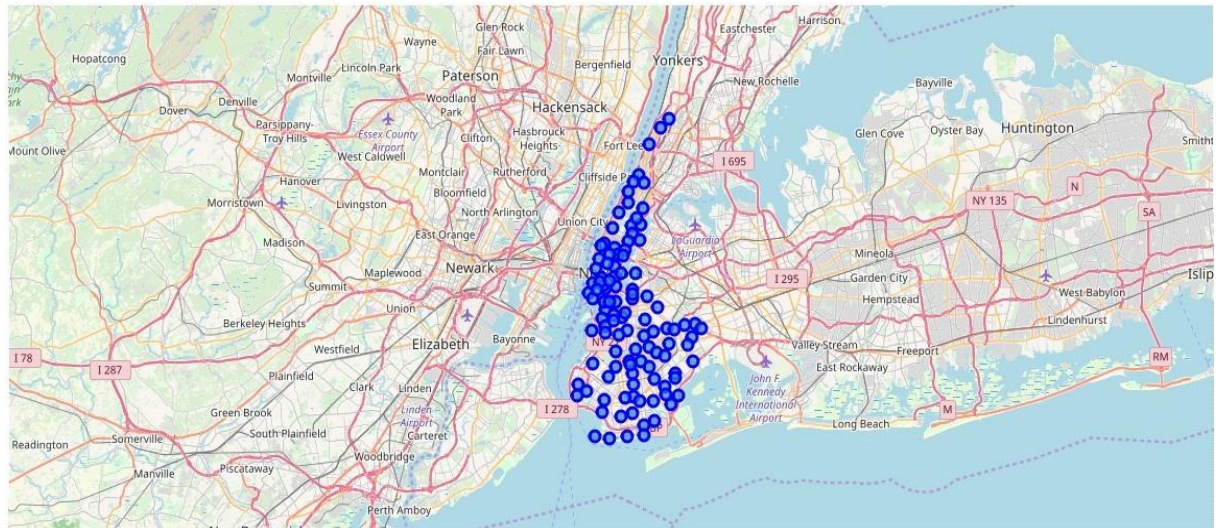 Hopatcong
Glen Rock
Eastchester
Harrison
Wayne
Fair Lawn
Bergenfield
Yonkers
Lincoln Park
Montville
Paterson
New Rochelle
Bayville
Denville
Woodland
Park
Hackensack
Dover
Parsippany-
Troy Hills
Essex County
Airport
Clifton
Hasbrouck
Heights
Fort Lee
Glen Cove
Oyster Bay
Huntington
Mount Olive
West Caldwell
I 695
Montclair
Rutherford
Cliffside
Hanover
Bloomfield
N
Morristown
Livingston
North Arlington
Union City
NY 135
SA
East Orange
LaGuardia
Airport
Madison
Mineola
Maplewood
Newark
I 295
Garden City
Summit
Union
Hempstead
West Babylon
Berkeley Heights
Lindenhurst
Elizabeth
Bayonne
Valley Stream
Freeport
I 78
Westfield
East Rockaway
RM
I 287
Plainfield
Clark
John F.
Kennedy
International
Airport
Linden
Linden
Airport
I 278
M
Green Brook
Long Beach
Readington
Somerville
South Plainfield
Carteret
Manville
Piscataway
Woodbridge
Perth Amboy